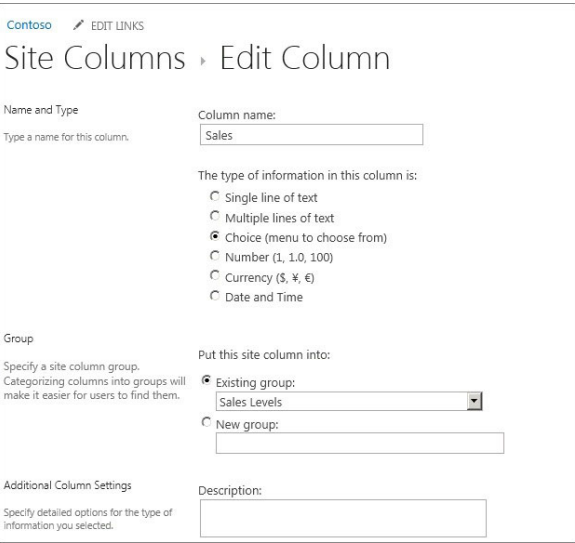 Contoso EDIT LINKS
Site Columns ▸ Edit Column
Name and Type
Type a name for this column.
Column name:
Sales
The type of information in this column is:
Single line of text
Multiple lines of text
Choice (menu to choose from)
Number (1, 1.0, 100)
Currency ($, ¥, €)
Date and Time
Group
Specify a site column group.
Categorizing columns into groups will
make it easier for users to find them.
Put this site column into:
Existing group:
Sales Levels
New group:
Additional Column Settings
Specify detailed options for the type of
information you selected.
Description: